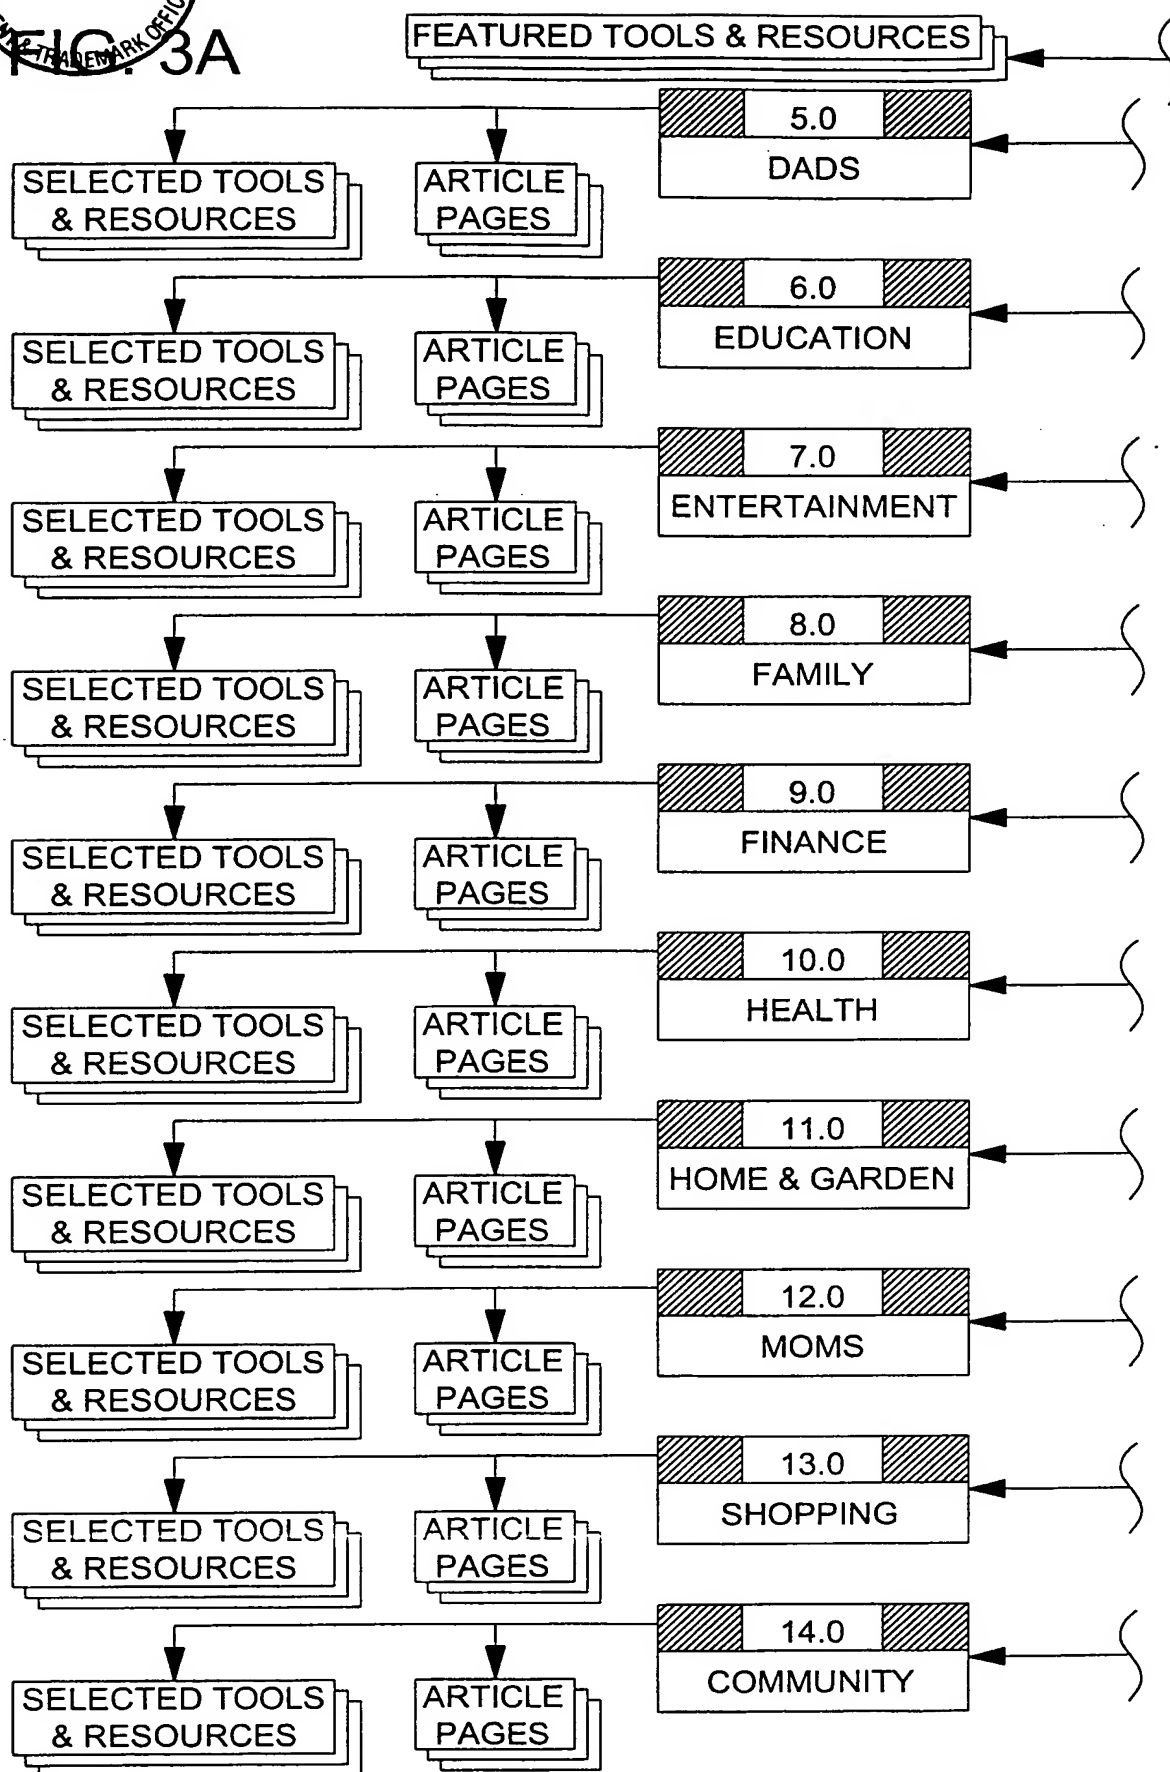 & TRADEMARK OFFIC
FIG. 3A
FEATURED TOOLS & RESOURCES
5.0
DADS
SELECTED TOOLS
& RESOURCES
ARTICLE
PAGES
6.0
EDUCATION
SELECTED TOOLS
& RESOURCES
ARTICLE
PAGES
7.0
ENTERTAINMENT
SELECTED TOOLS
& RESOURCES
ARTICLE
PAGES
8.0
FAMILY
SELECTED TOOLS
& RESOURCES
ARTICLE
PAGES
9.0
FINANCE
SELECTED TOOLS
& RESOURCES
ARTICLE
PAGES
10.0
HEALTH
SELECTED TOOLS
& RESOURCES
ARTICLE
PAGES
11.0
HOME & GARDEN
SELECTED TOOLS
& RESOURCES
ARTICLE
PAGES
12.0
MOMS
SELECTED TOOLS
& RESOURCES
ARTICLE
PAGES
13.0
SHOPPING
SELECTED TOOLS
& RESOURCES
ARTICLE
PAGES
14.0
COMMUNITY
SELECTED TOOLS
& RESOURCES
ARTICLE
PAGES